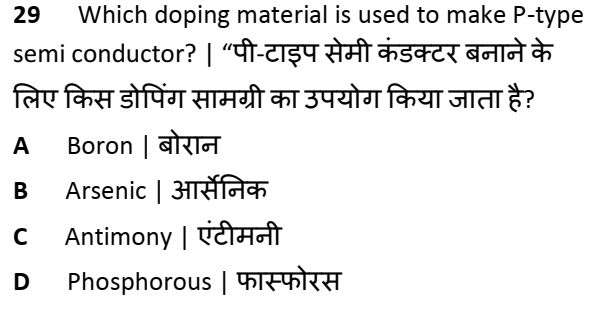 29 Which doping material is used to make P-type
semi conductor? | “पी-टाइप सेमी कंडक्टर बनाने के
लिए किस डोपिंग सामग्री का उपयोग किया जाता है?
A Boron | बोरान
B Arsenic | आर्सेनिक
C Antimony | एंटीमनी
D Phosphorous | फास्फोरस